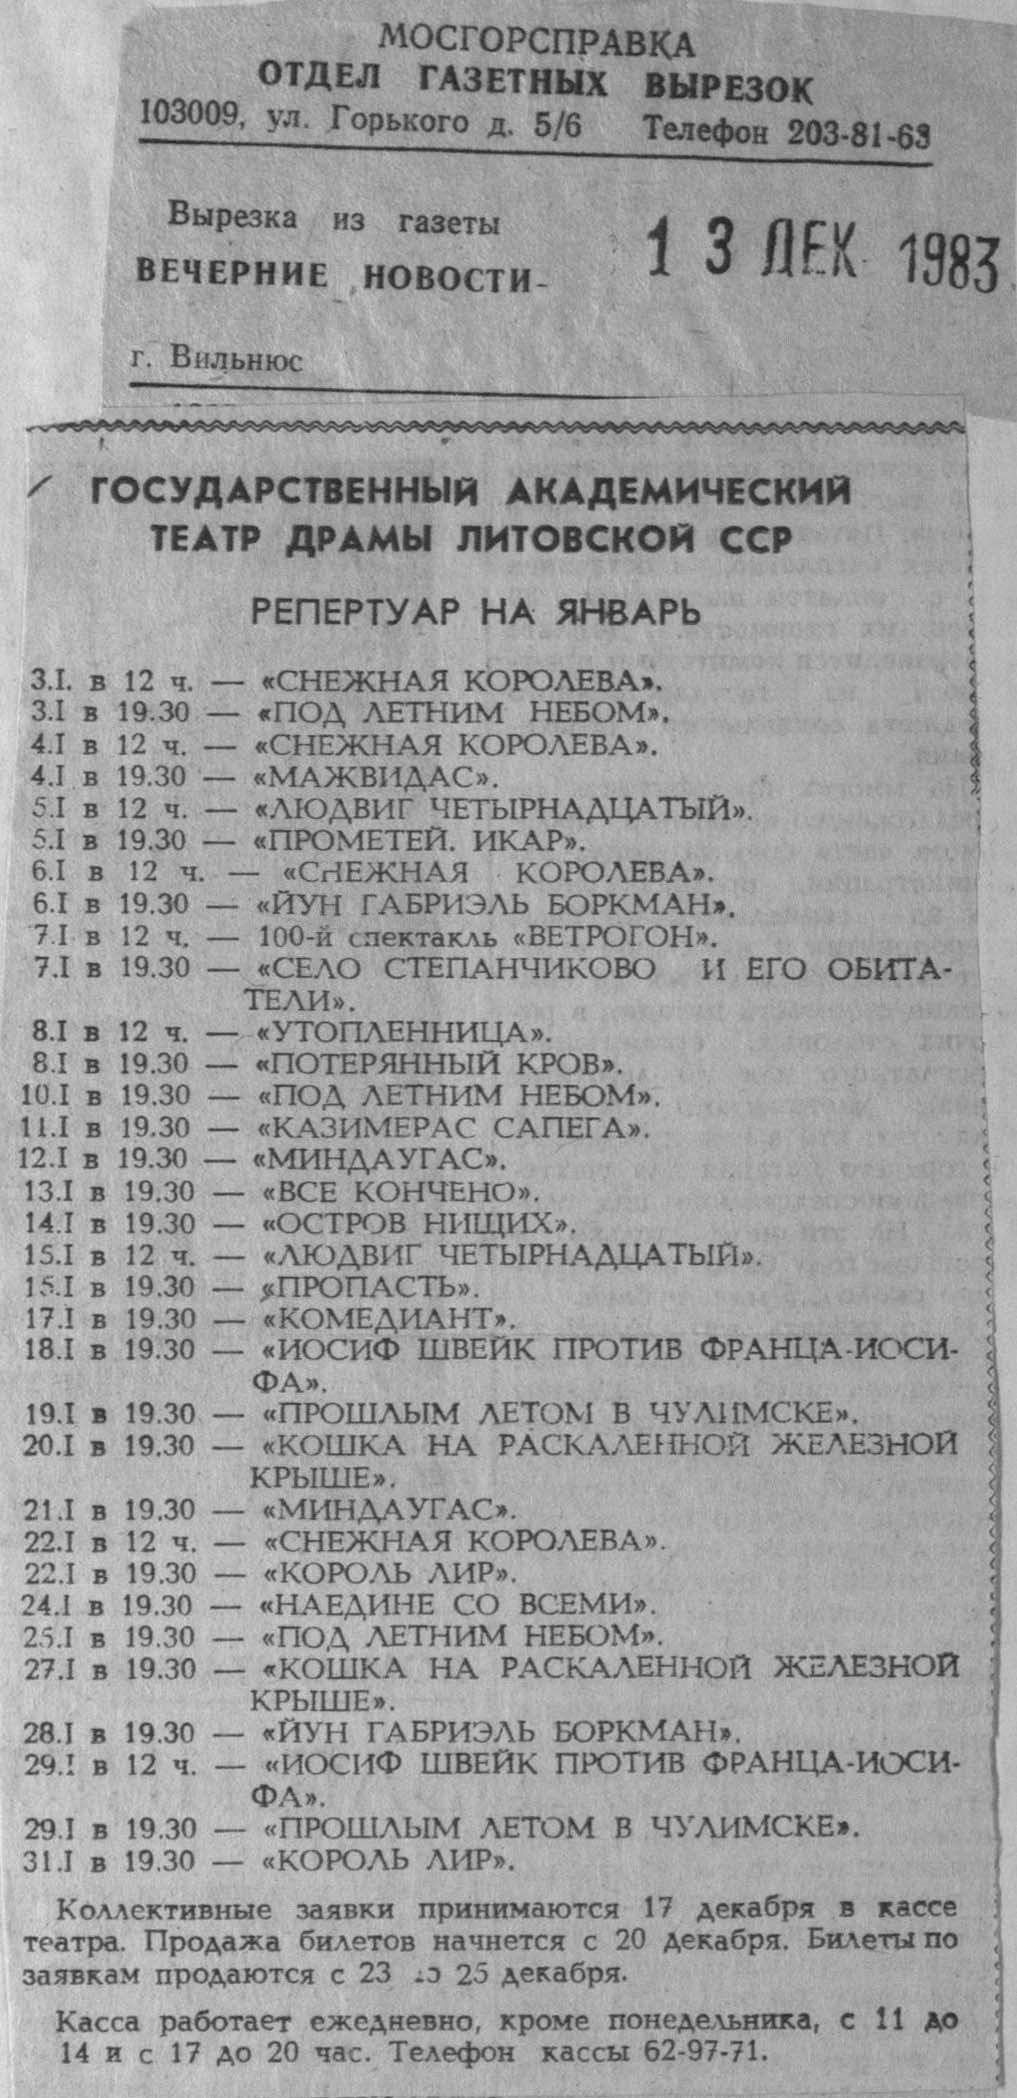 МОСГОРСПРАВКА
ОТДЕЛ ГАЗЕТНЫХ ВЫРЕЗОК
103009, ул. Горького д. 5/6 Телефон 203-81-63
Вырезка из газеты
ВЕЧЕРНИЕ НОВОСТИ-
13 ДЕК 1983
г. Вильнюс
ГОСУДАРСТВЕННЫЙ АКАДЕМИЧЕСКИЙ
ТЕАТР ДРАМЫ ЛИТОВСКОЙ ССР
РЕПЕРТУАР НА ЯНВАРЬ
3.I. в 12 ч. — «СНЕЖНАЯ КОРОЛЕВА».
3.I в 19.30 — «ПОД ЛЕТНИМ НЕБОМ».
4.I в 12 ч. — «СНЕЖНАЯ КОРОЛЕВА».
4.I в 19.30 — «МАЖВИДАС».
5.I в 12 ч. — «ЛЮДВИГ ЧЕТЫРНАДЦАТЫЙ».
5.I в 19.30 — «ПРОМЕТЕЙ. ИКАР».
6.I в 12 ч. — «СНЕЖНАЯ КОРОЛЕВА».
6.I в 19.30 — «ЙУН ГАБРИЭЛЬ БОРКМАН».
7.I в 12 ч. — 100-й спектакль «ВЕТРОГОН».
7.I в 19.30 — «СЕЛО СТЕПАНЧИКОВО И ЕГО ОБИТА-
ТЕЛИ».
8.I в 12 ч. — «УТОПЛЕННИЦА».
8.I в 19.30 — «ПОТЕРЯННЫЙ КРОВ».
10.I в 19.30 — «ПОД ЛЕТНИМ НЕБОМ».
11.I в 19.30 — «КАЗИМЕРАС САПЕГА».
12.I в 19.30 — «МИНДАУГАС».
13.I в 19.30 — «ВСЕ КОНЧЕНО».
14.I в 19.30 — «ОСТРОВ НИЩИХ».
15.I в 12 ч. — «ЛЮДВИГ ЧЕТЫРНАДЦАТЫЙ».
15.I в 19.30 — «ПРОПАСТЬ».
17.I в 19.30 — «КОМЕДИАНТ».
18.I в 19.30 — «ИОСИФ ШВЕЙК ПРОТИВ ФРАНЦА-ИОСИ-
ФА».
19.I в 19.30 — «ПРОШЛЫМ ЛЕТОМ В ЧУЛИМСКЕ».
20.I в 19.30 — «КОШКА НА РАСКАЛЕННОЙ ЖЕЛЕЗНОЙ
КРЫШЕ».
21.I в 19.30 — «МИНДАУГАС».
22.I в 12 ч. — «СНЕЖНАЯ КОРОЛЕВА».
22.I в 19.30 — «КОРОЛЬ ЛИР».
24.I в 19.30 — «НАЕДИНЕ СО ВСЕМИ».
25.I в 19.30 — «ПОД ЛЕТНИМ НЕБОМ».
27.I в 19.30 — «КОШКА НА РАСКАЛЕННОЙ ЖЕЛЕЗНОЙ
КРЫШЕ».
28.I в 19.30 — «ЙУН ГАБРИЭЛЬ БОРКМАН».
29.I в 12 ч. — «ИОСИФ ШВЕЙК ПРОТИВ ФРАНЦА-ИОСИ-
ФА».
29.I в 19.30 — «ПРОШЛЫМ ЛЕТОМ В ЧУЛИМСКЕ».
31.I в 19.30 — «КОРОЛЬ ЛИР».
Коллективные заявки принимаются 17 декабря в кассе
театра. Продажа билетов начнется с 20 декабря. Билеты по
заявкам продаются с 23 25 декабря.
Касса работает ежедневно, кроме понедельника, с 11 до
14 и с 17 до 20 час. Телефон кассы 62-97-71.